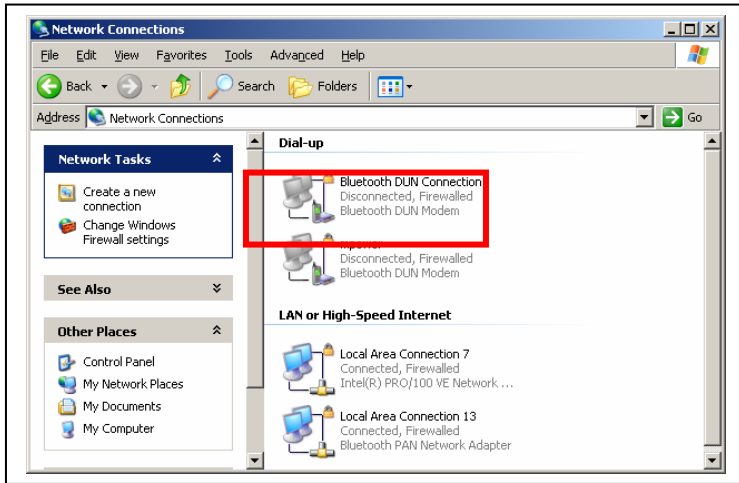 Network Connections
File Edit View Favorites Tools Advanced Help
Back Search Folders
Address Network Connections Go
Network Tasks
Create a new
connection
Change Windows
Firewall settings
See Also
Other Places
Control Panel
My Network Places
My Documents
My Computer
Dial-up
Bluetooth DUN Connection
Disconnected, Firewalled
Bluetooth DUN Modem
Disconnected, Firewalled
Bluetooth DUN Modem
LAN or High-Speed Internet
Local Area Connection 7
Connected, Firewalled
Intel(R) PRO/100 VE Network ...
Local Area Connection 13
Connected, Firewalled
Bluetooth PAN Network Adapter